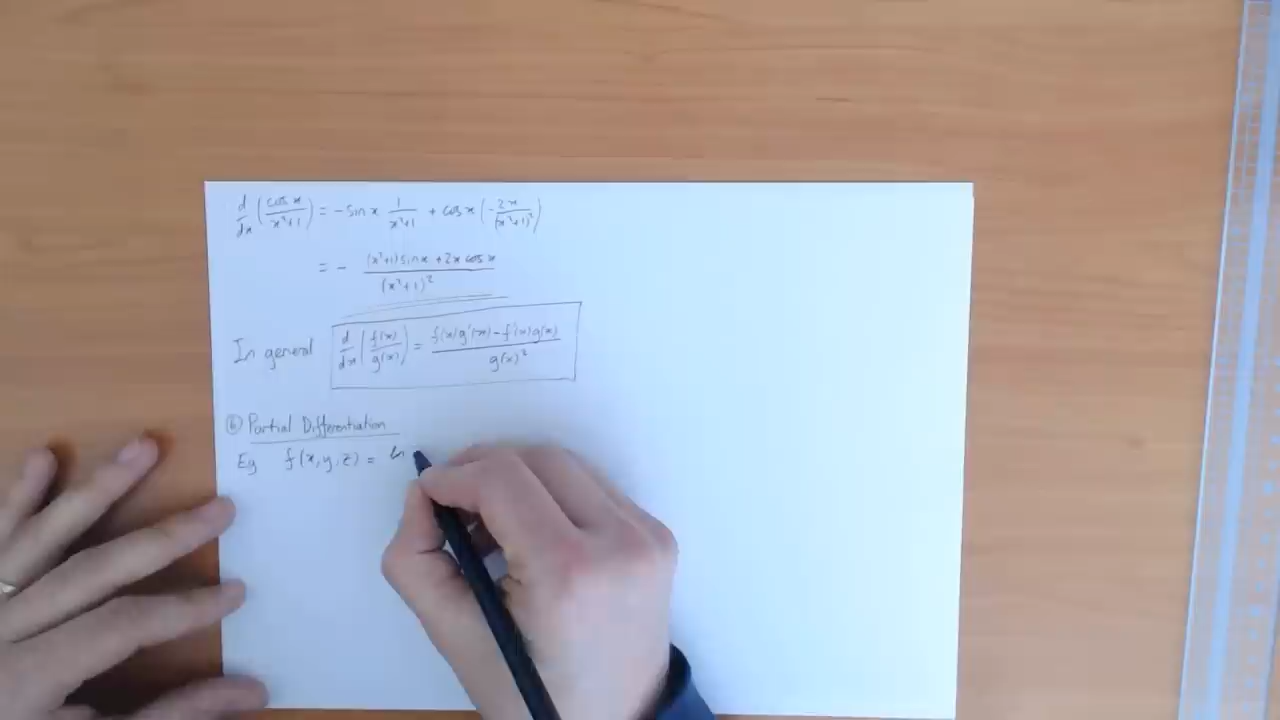 d/dx (cos x / x²+1) = - sin x 1/x²+1 + cos x (- 2x/(x²+1)²)
= - (x²+1) sin x + 2x cos x / (x²+1)²
In general d/dx (f(x)/g(x)) = f(x)g'(x) - f'(x)g(x) / g(x)²
⑥ Partial Differentiation
Eg f(x,y,z) = ln